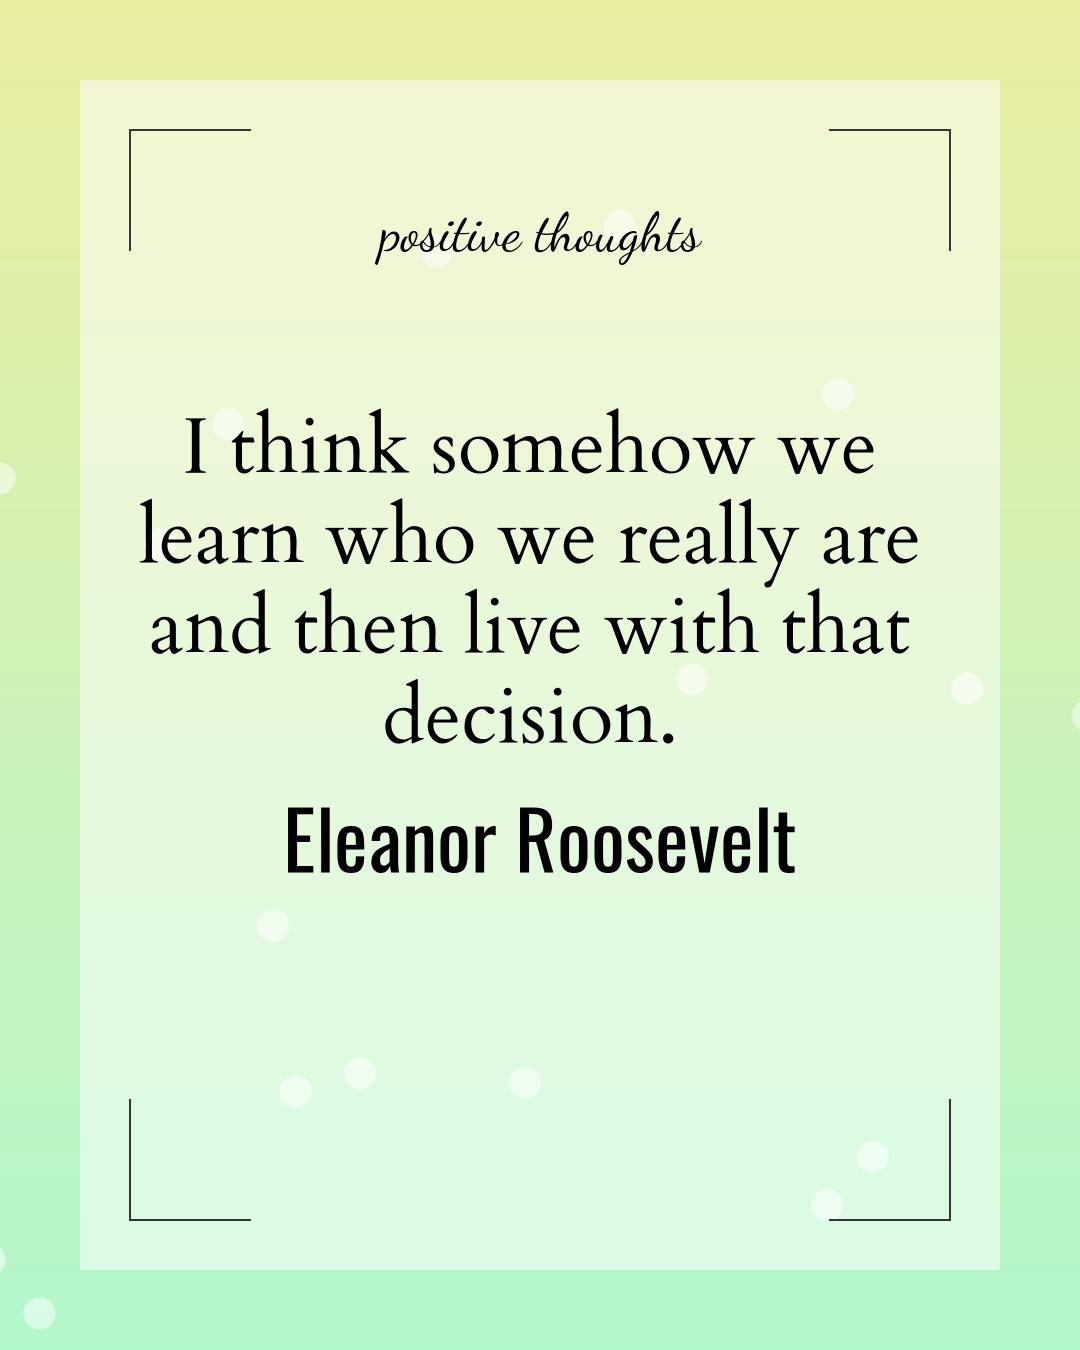 positive thoughts
I think somehow we
learn who we really are
and then live with that
decision.
Eleanor Roosevelt